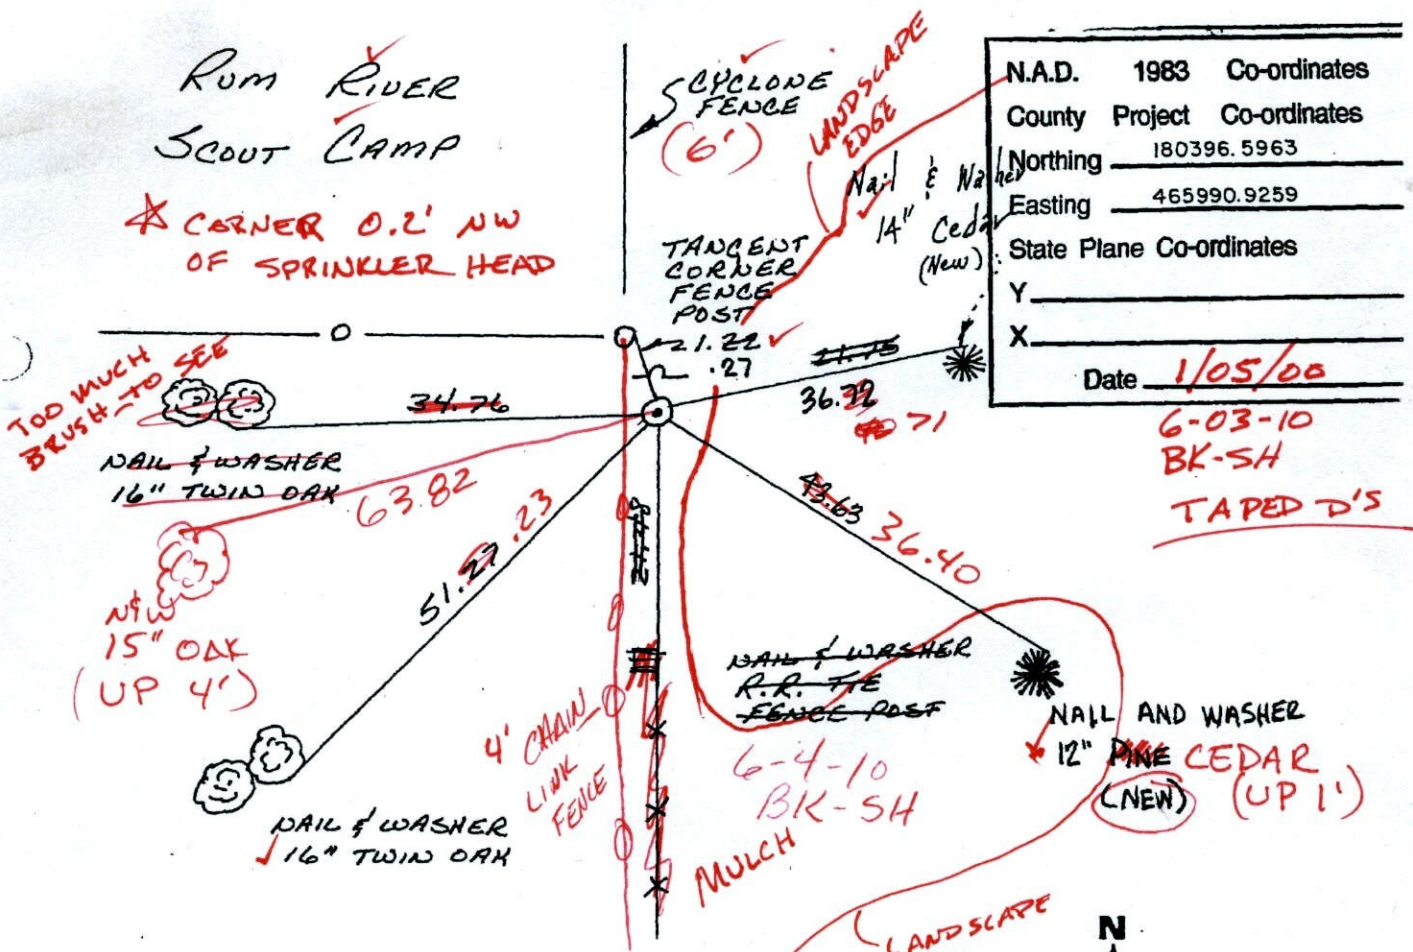 RUM RIVER
SCOUT CAMP
CORNER 0.2' NW
OF SPRINKLER HEAD
CYCLONE
FENCE
(6')
LANDSCAPE
EDGE
Nail & Washer
14" Cedar
(New)
N.A.D. 1983 Co-ordinates
County Project Co-ordinates
Northing 180396.5963
Easting 465990.9259
State Plane Co-ordinates
Y
X
Date 1/05/00
6-03-10
BK-SH
TAPED D'S
TANGENT
CORNER
FENCE
POST
21.22
.27
36.72
71
TOO MUCH
BRUSH TO SEE
34.76
NAIL & WASHER
16" TWIN OAK
63.82
N&W
15" OAK
(UP 4')
51.27 .23
43.63 36.40
NAIL & WASHER
R.R. TIE
FENCE POST
6-4-10
BK-SH
4' CHAIN
LINK
FENCE
NAIL AND WASHER
12" PINE CEDAR
(NEW) (UP 1')
NAIL & WASHER
16" TWIN OAK
MULCH
LANDSCAPE
N